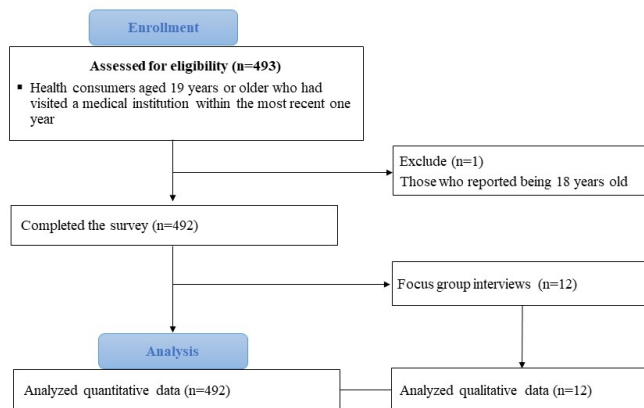 Enrollment
Assessed for eligibility (n=493)
▪ Health consumers aged 19 years or older who had
visited a medical institution within the most recent one
year
Exclude (n=1)
Those who reported being 18 years old
Completed the survey (n=492)
Focus group interviews (n=12)
Analysis
Analyzed quantitative data (n=492)
Analyzed qualitative data (n=12)